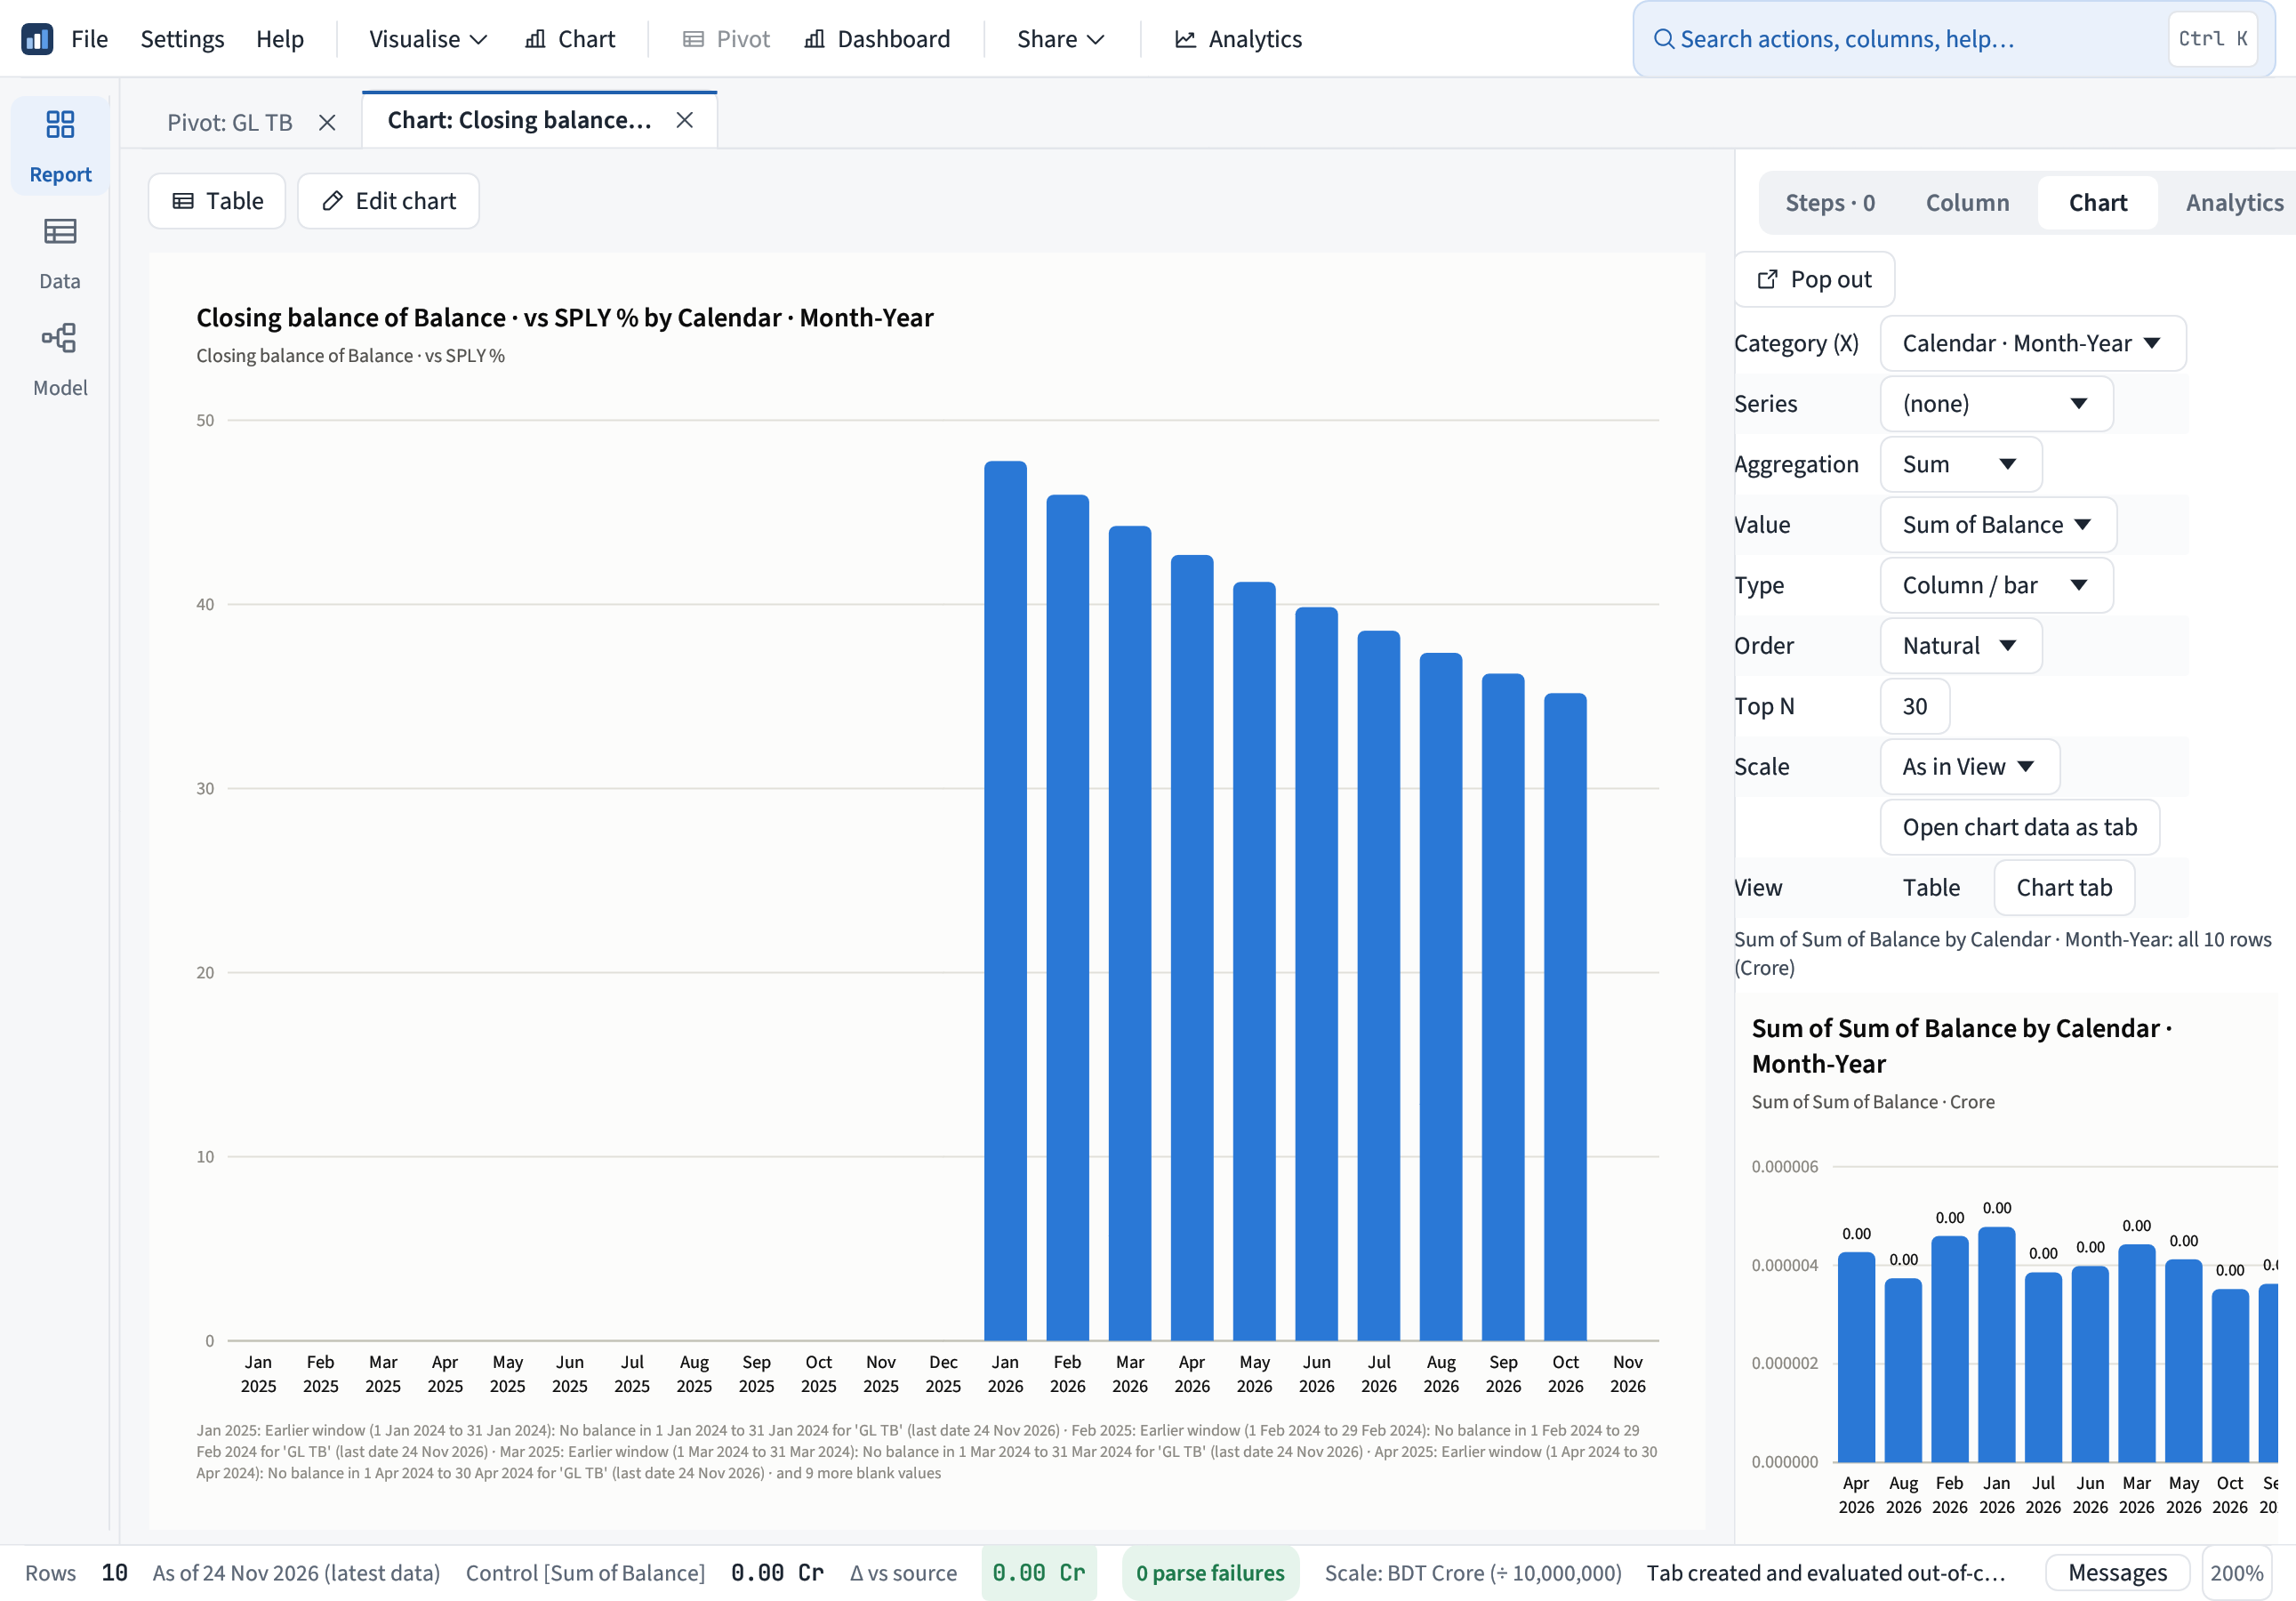 File Settings Help Visualise Chart Pivot Dashboard Share Analytics Search actions, columns, help… Ctrl K
Report
Data
Model
Pivot: GL TB
Chart: Closing balance…
Table
Edit chart
Closing balance of Balance · vs SPLY % by Calendar · Month-Year
Closing balance of Balance · vs SPLY %
50
40
30
20
10
0
Jan Feb Mar Apr May Jun Jul Aug Sep Oct Nov Dec Jan Feb Mar Apr May Jun Jul Aug Sep Oct Nov
2025 2025 2025 2025 2025 2025 2025 2025 2025 2025 2025 2025 2026 2026 2026 2026 2026 2026 2026 2026 2026 2026 2026
Jan 2025: Earlier window (1 Jan 2024 to 31 Jan 2024): No balance in 1 Jan 2024 to 31 Jan 2024 for 'GL TB' (last date 24 Nov 2026) · Feb 2025: Earlier window (1 Feb 2024 to 29 Feb 2024): No balance in 1 Feb 2024 to 29
Feb 2024 for 'GL TB' (last date 24 Nov 2026) · Mar 2025: Earlier window (1 Mar 2024 to 31 Mar 2024): No balance in 1 Mar 2024 to 31 Mar 2024 for 'GL TB' (last date 24 Nov 2026) · Apr 2025: Earlier window (1 Apr 2024 to 30
Apr 2024): No balance in 1 Apr 2024 to 30 Apr 2024 for 'GL TB' (last date 24 Nov 2026) · and 9 more blank values
Steps · 0 Column Chart Analytics
Pop out
Category (X) Calendar · Month-Year
Series (none)
Aggregation Sum
Value Sum of Balance
Type Column / bar
Order Natural
Top N 30
Scale As in View
Open chart data as tab
View Table Chart tab
Sum of Sum of Balance by Calendar · Month-Year: all 10 rows
(Crore)
Sum of Sum of Balance by Calendar ·
Month-Year
Sum of Sum of Balance · Crore
0.000006
0.000004
0.000002
0.000000
0.00 0.00 0.00 0.00 0.00 0.00 0.00 0.00 0.00
Apr Aug Feb Jan Jul Jun Mar May Oct
2026 2026 2026 2026 2026 2026 2026 2026 2026
Rows 10 As of 24 Nov 2026 (latest data) Control [Sum of Balance] 0.00 Cr Δ vs source 0.00 Cr 0 parse failures Scale: BDT Crore (÷ 10,000,000) Tab created and evaluated out-of-c… Messages 200%